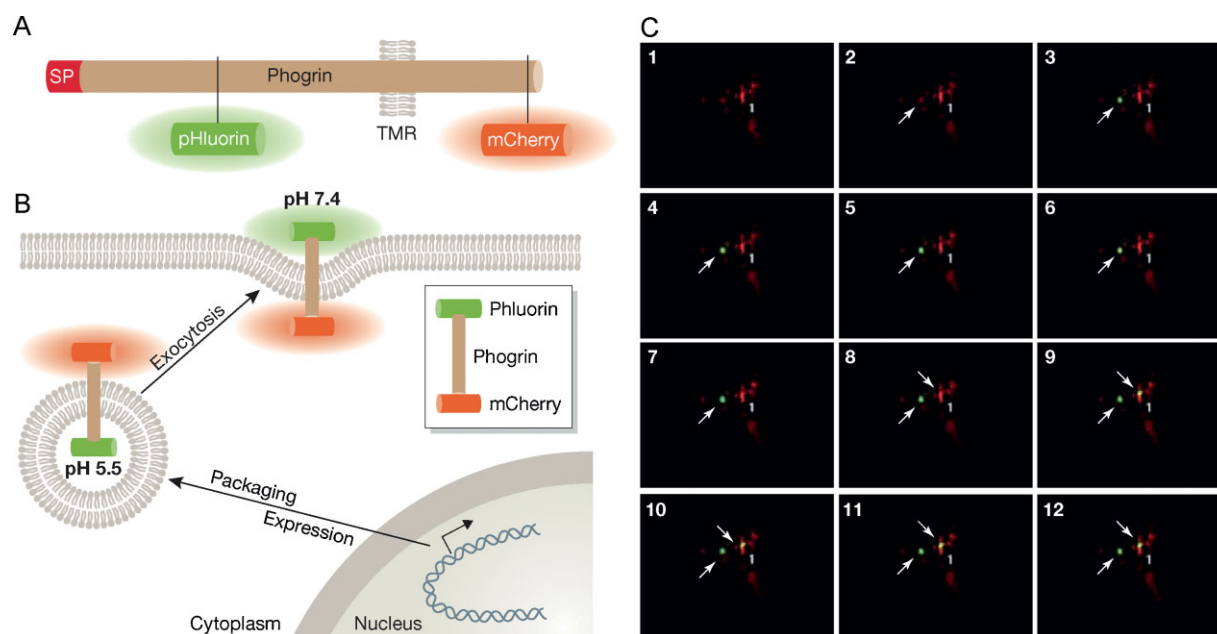 A
SP
Phogrin
pHluorin
TMR
mCherry
B
pH 7.4
Exocytosis
pH 5.5
Phluorin
Phogrin
mCherry
Packaging
Expression
Cytoplasm
Nucleus
C
1
1
2
1
3
1
4
1
5
1
6
1
7
1
8
1
9
1
10
1
11
1
12
1